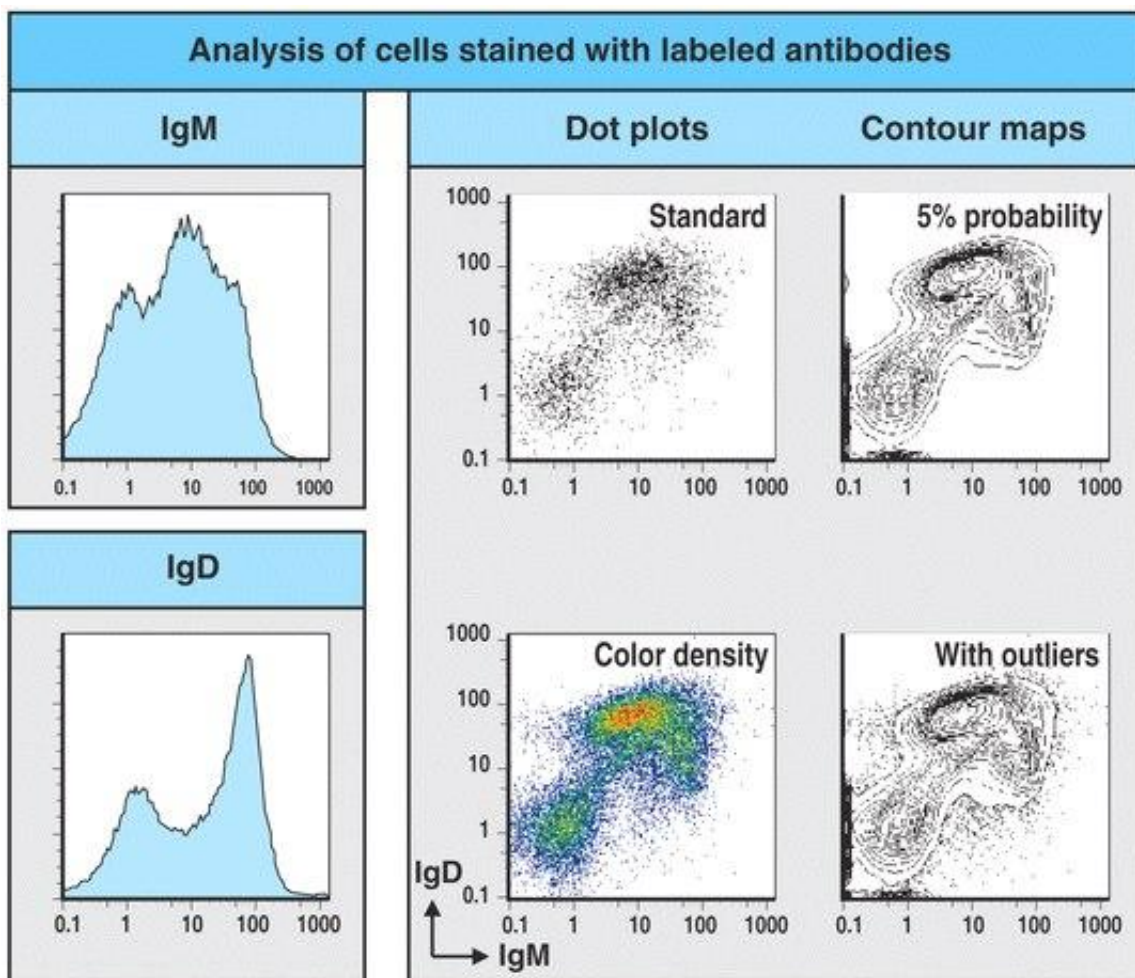 Analysis of cells stained with labeled antibodies
IgM
Dot plots
Contour maps
0.1 1 10 100 1000
Standard
1000
100
10
1
0.1
0.1 1 10 100 1000
5% probability
0.1 1 10 100 1000
IgD
0.1 1 10 100 1000
Color density
1000
100
10
1
0.1
0.1 1 10 100 1000
IgD
IgM
With outliers
0.1 1 10 100 1000